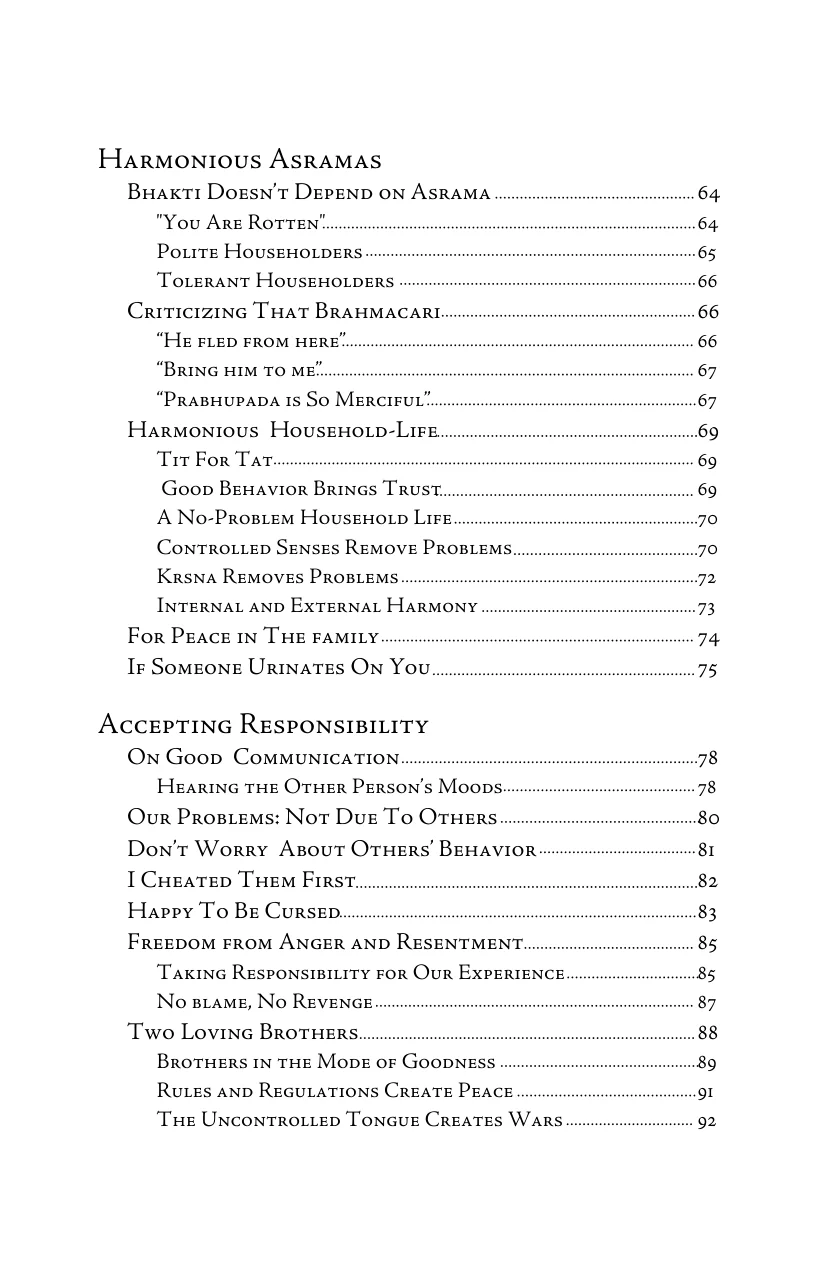 Harmonious Asramas
Bhakti Doesn't Depend on Asrama 64
"You Are Rotten" 64
Polite Householders 65
Tolerant Householders 66
Criticizing That Brahmacari 66
“He fled from here” 66
“Bring him to me” 67
“Prabhupada is So Merciful” 67
Harmonious Household-Life 69
Tit For Tat 69
Good Behavior Brings Trust 69
A No-Problem Household Life 70
Controlled Senses Remove Problems 70
Krsna Removes Problems 72
Internal and External Harmony 73
For Peace in The family 74
If Someone Urinates On You 75
Accepting Responsibility
On Good Communication 78
Hearing the Other Person's Moods 78
Our Problems: Not Due To Others 80
Don't Worry About Others' Behavior 81
I Cheated Them First 82
Happy To Be Cursed 83
Freedom from Anger and Resentment 85
Taking Responsibility for Our Experience 85
No blame, No Revenge 87
Two Loving Brothers 88
Brothers in the Mode of Goodness 89
Rules and Regulations Create Peace 91
The Uncontrolled Tongue Creates Wars 92